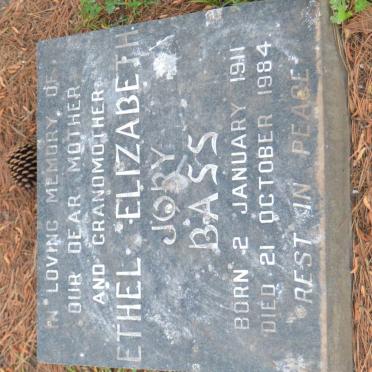 IN LOVING MEMORY OF
OUR DEAR MOTHER
AND GRANDMOTHER
ETHEL ELIZABETH
JORY
BASS
BORN 2 JANUARY 1911
DIED 21 OCTOBER 1984
REST IN PEACE